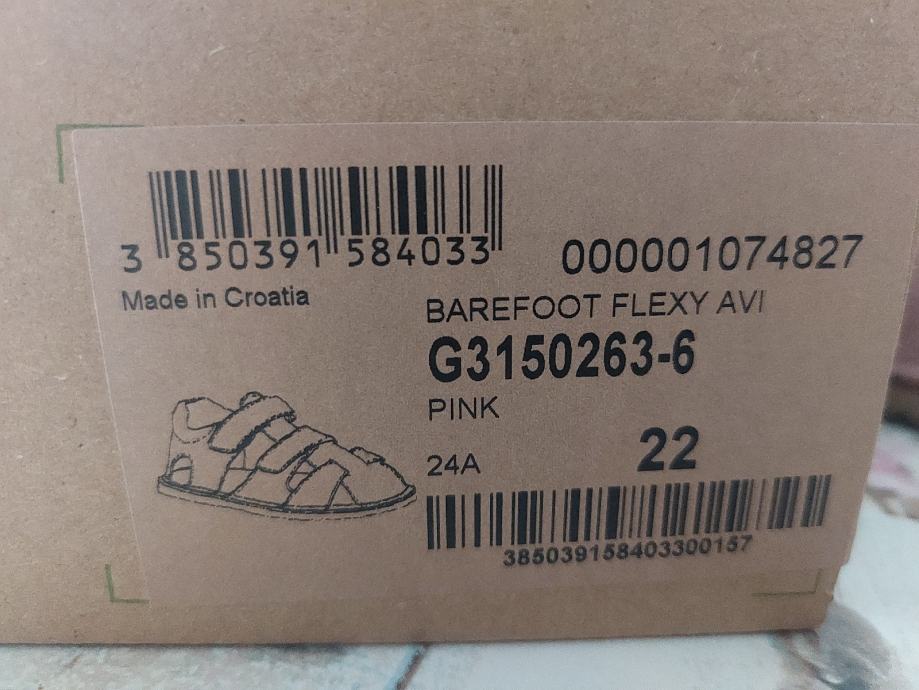 3 850391 584033
000001074827
Made in Croatia
BAREFOOT FLEXY AVI
G3150263-6
PINK
24A 22
385039158403300157